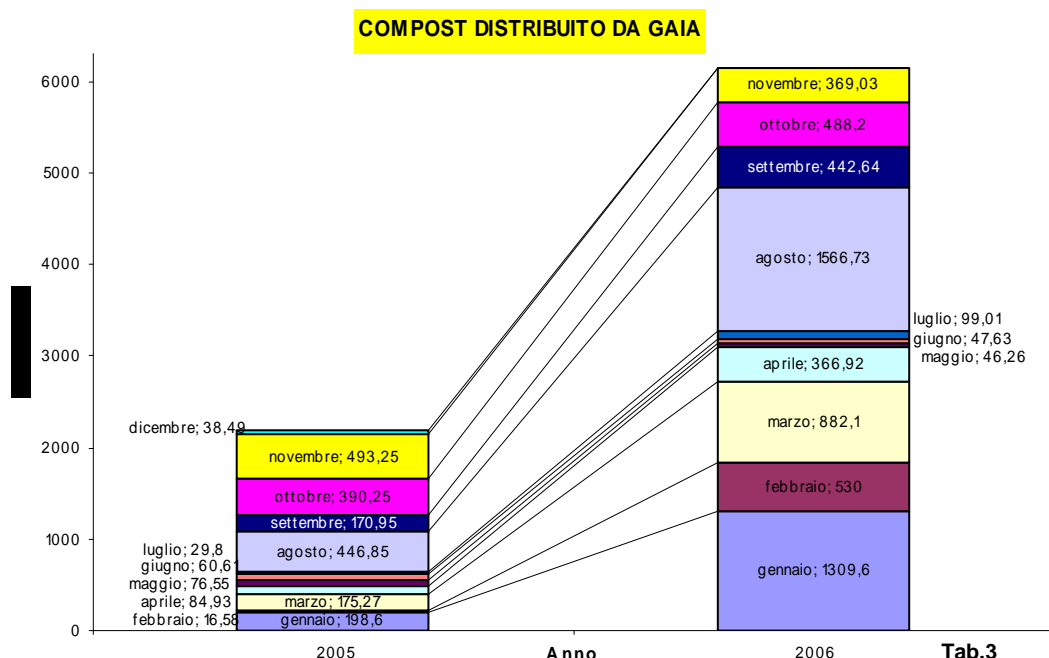 COMPOST DISTRIBUITO DA GAIA
6000
5000
4000
3000
2000
1000
0
novembre; 369,03
ottobre; 488,2
settembre; 442,64
agosto; 1566,73
luglio; 99,01
giugno; 47,63
maggio; 46,26
aprile; 366,92
marzo; 882,1
febbraio; 530
gennaio; 1309,6
dicembre; 38,49
novembre; 493,25
ottobre; 390,25
settembre; 170,95
agosto; 446,85
luglio; 29,8
giugno; 60,61
maggio; 76,55
aprile; 84,93
marzo; 175,27
febbraio; 16,58
gennaio; 198,6
2005
Anno
2006
Tab.3